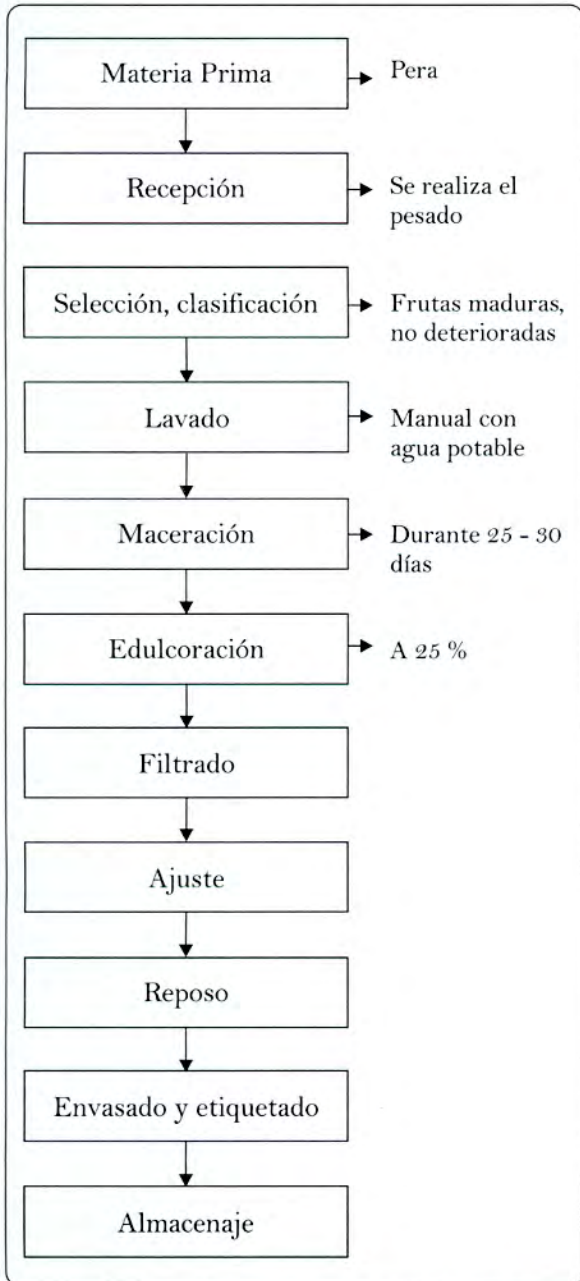 Materia Prima
Pera
Recepción
Se realiza el
pesado
Selección, clasificación
Frutas maduras,
no deterioradas
Lavado
Manual con
agua potable
Maceración
Durante 25 - 30
días
Edulcoración
A 25 %
Filtrado
Ajuste
Reposo
Envasado y etiquetado
Almacenaje